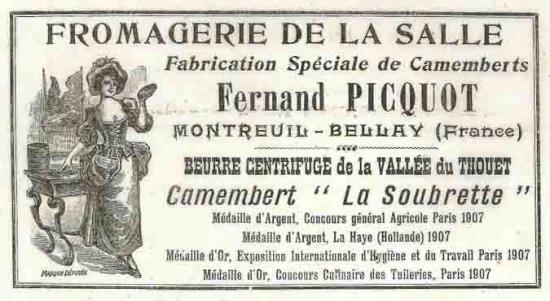 FROMAGERIE DE LA SALLE
Fabrication Spéciale de Camemberts
Fernand PICQUOT
MONTREUIL-BELLAY (France)
BEURRE CENTRIFUGE de la VALLÉE du THOUET
Camembert " La Soubrette "
Médaille d'Argent, Concours général Agricole Paris 1907
Médaille d'Argent, La Haye (Hollande) 1907
Médaille d'Or, Exposition Internationale d'Hygiène et du Travail Paris 1907
Médaille d'Or, Concours Culinaire des Tuileries, Paris 1907
MARQUE DÉPOSÉE